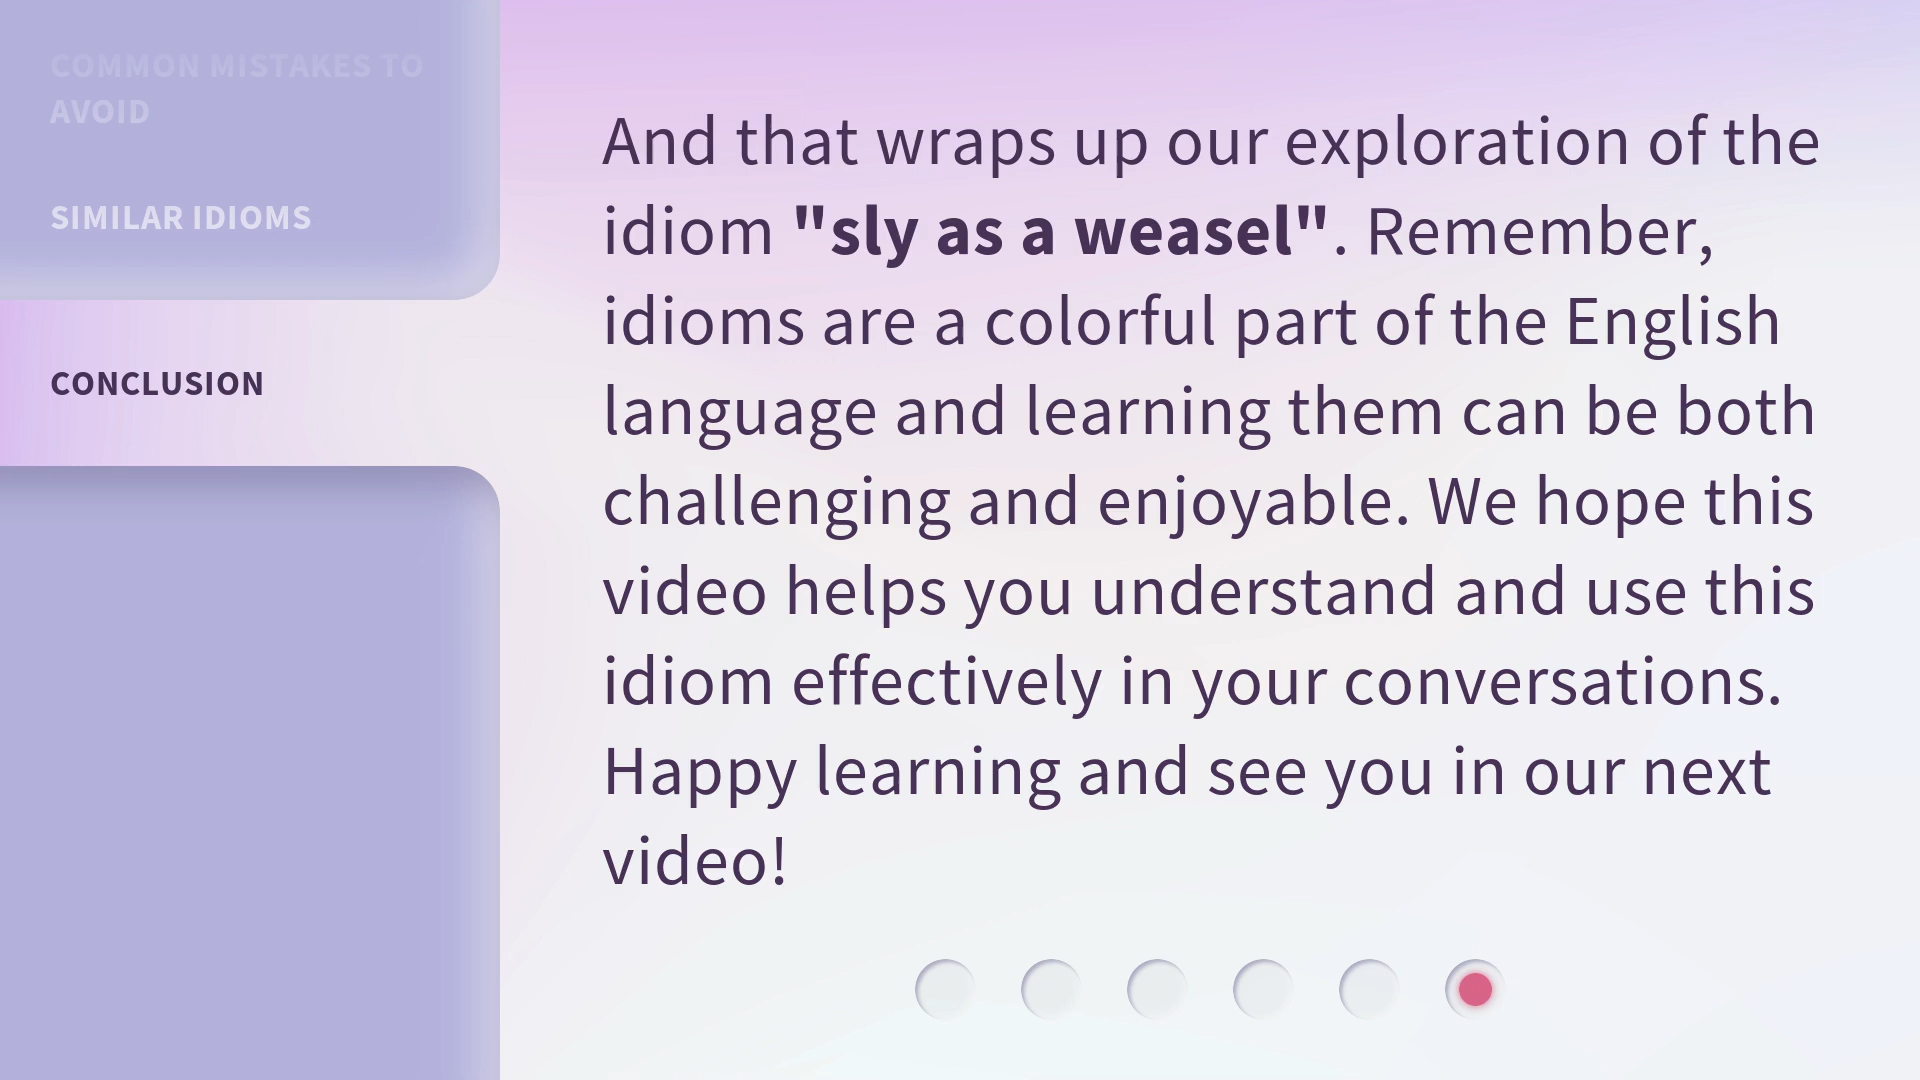 COMMON MISTAKES TO
AVOID
SIMILAR IDIOMS
CONCLUSION
And that wraps up our exploration of the
idiom "sly as a weasel". Remember,
idioms are a colorful part of the English
language and learning them can be both
challenging and enjoyable. We hope this
video helps you understand and use this
idiom effectively in your conversations.
Happy learning and see you in our next
video!